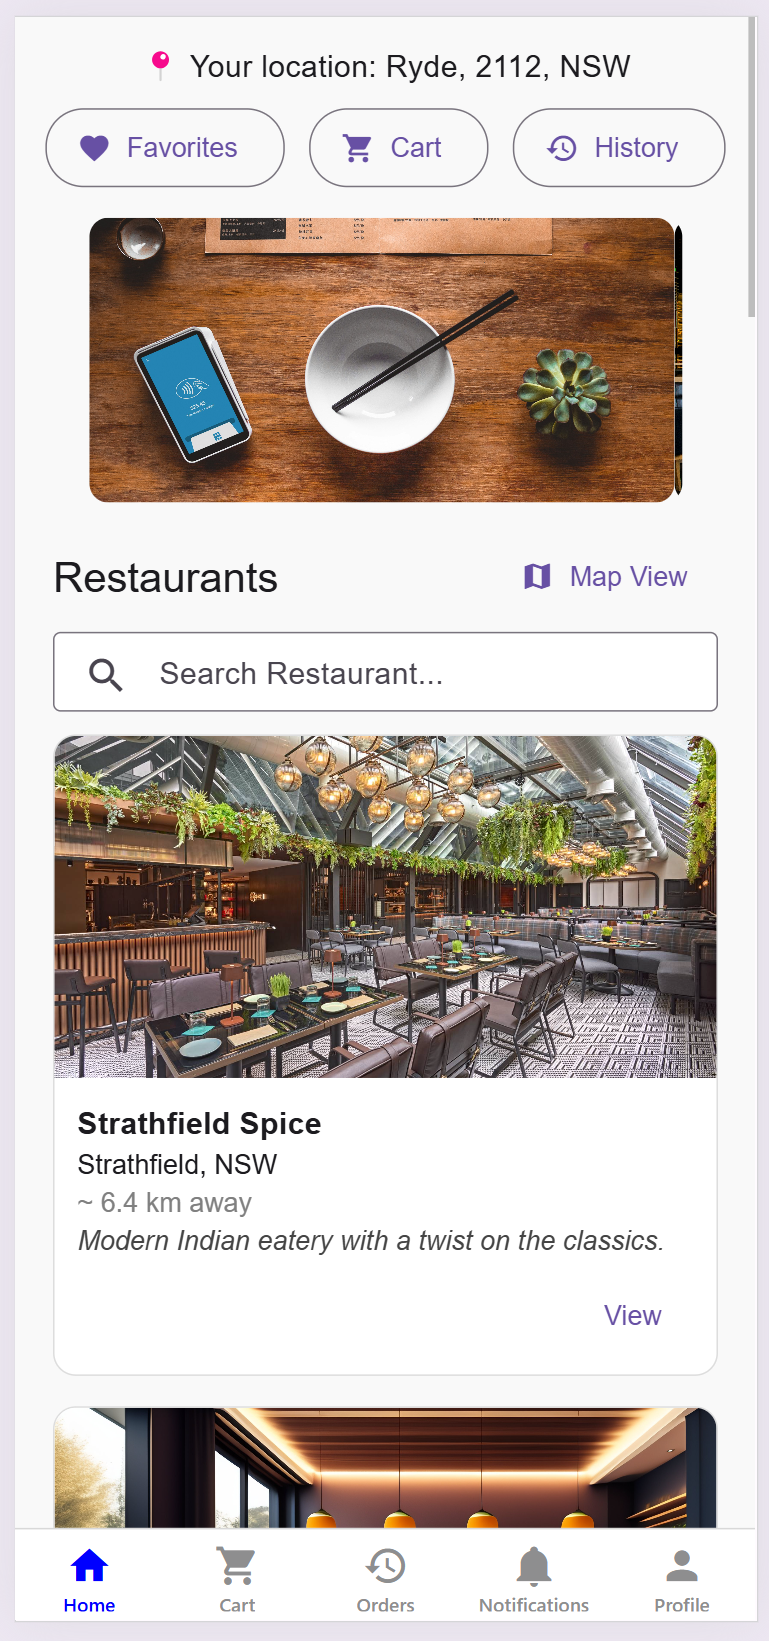 Your location: Ryde, 2112, NSW
Favorites
Cart
History
Restaurants
Map View
Search Restaurant...
Strathfield Spice
Strathfield, NSW
~ 6.4 km away
Modern Indian eatery with a twist on the classics.
View
Home
Cart
Orders
Notifications
Profile